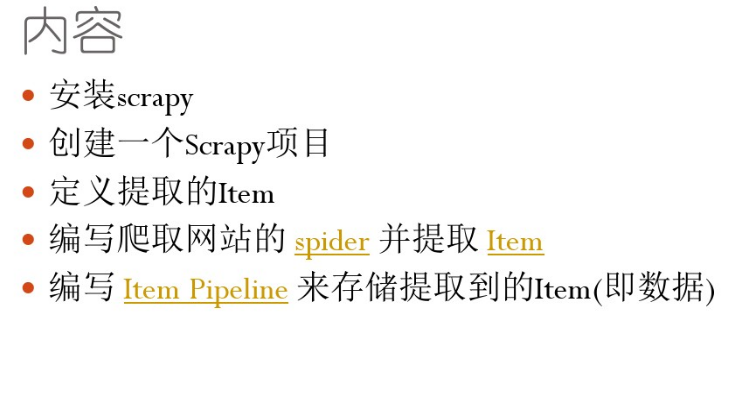 内容
安装scrapy
创建一个Scrapy项目
定义提取的Item
编写爬取网站的 spider 并提取 Item
编写 Item Pipeline 来存储提取到的Item(即数据)